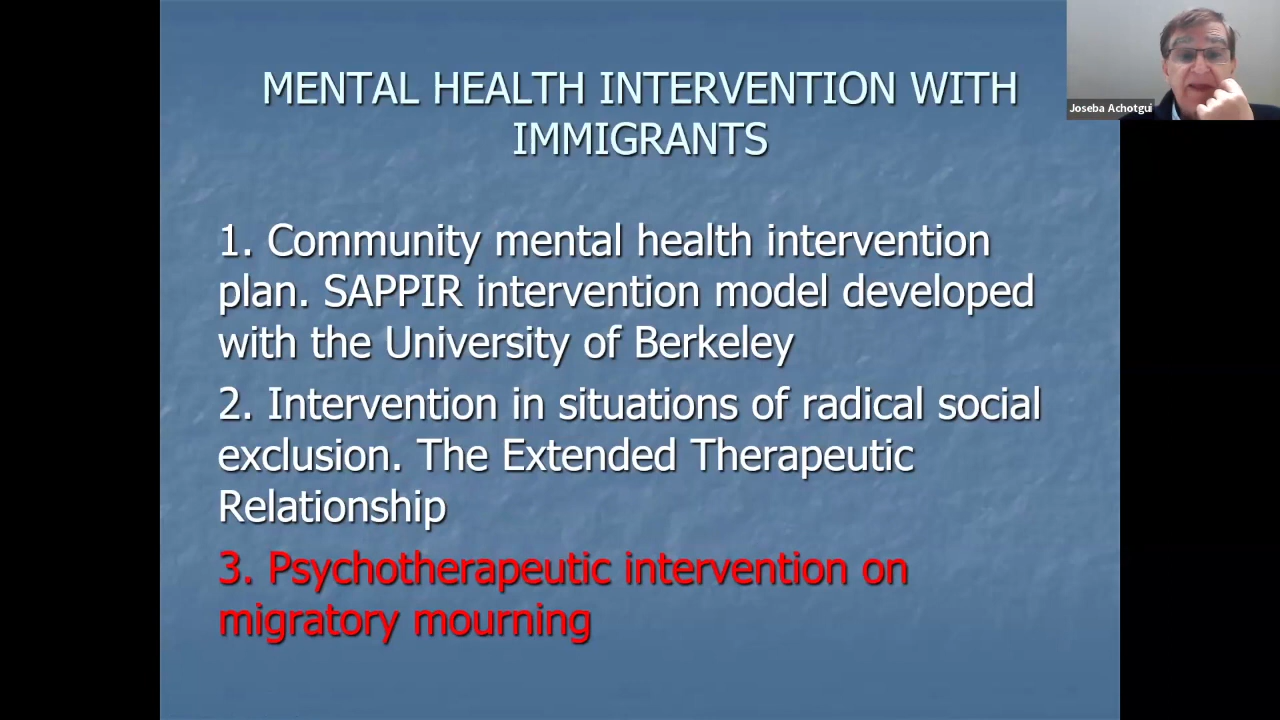 MENTAL HEALTH INTERVENTION WITH
IMMIGRANTS
Joseba Achotgui
1. Community mental health intervention
plan. SAPPIR intervention model developed
with the University of Berkeley
2. Intervention in situations of radical social
exclusion. The Extended Therapeutic
Relationship
3. Psychotherapeutic intervention on
migratory mourning